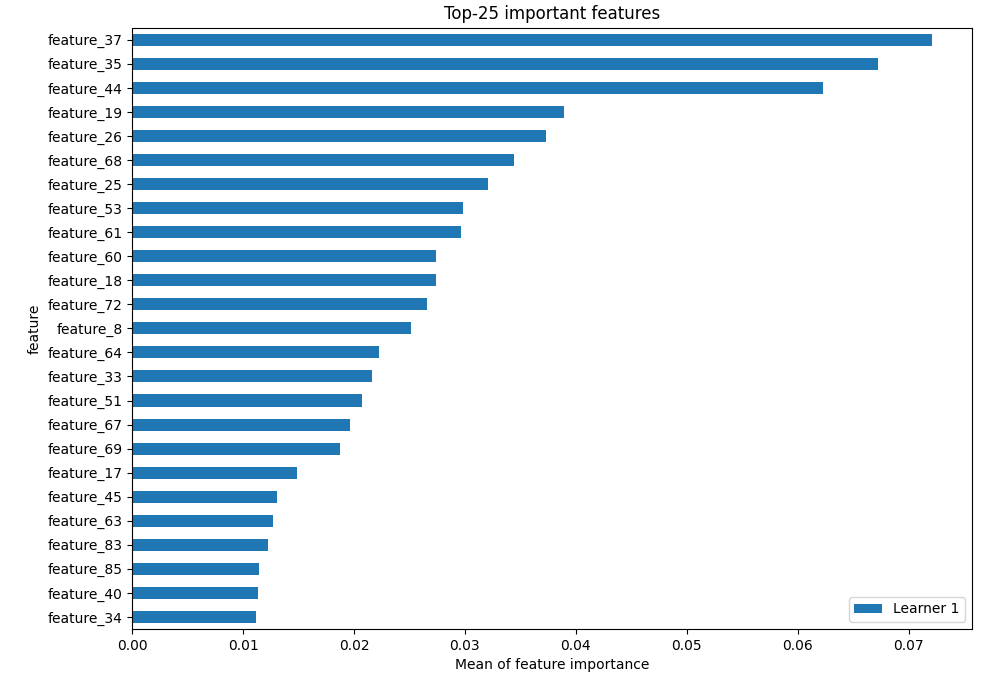 Top-25 important features
feature_37
feature_35
feature_44
feature_19
feature_26
feature_68
feature_25
feature_53
feature_61
feature_60
feature_18
feature_72
feature_8
feature_64
feature_33
feature_51
feature_67
feature_69
feature_17
feature_45
feature_63
feature_83
feature_85
feature_40
feature_34
feature
Learner 1
0.00 0.01 0.02 0.03 0.04 0.05 0.06 0.07
Mean of feature importance